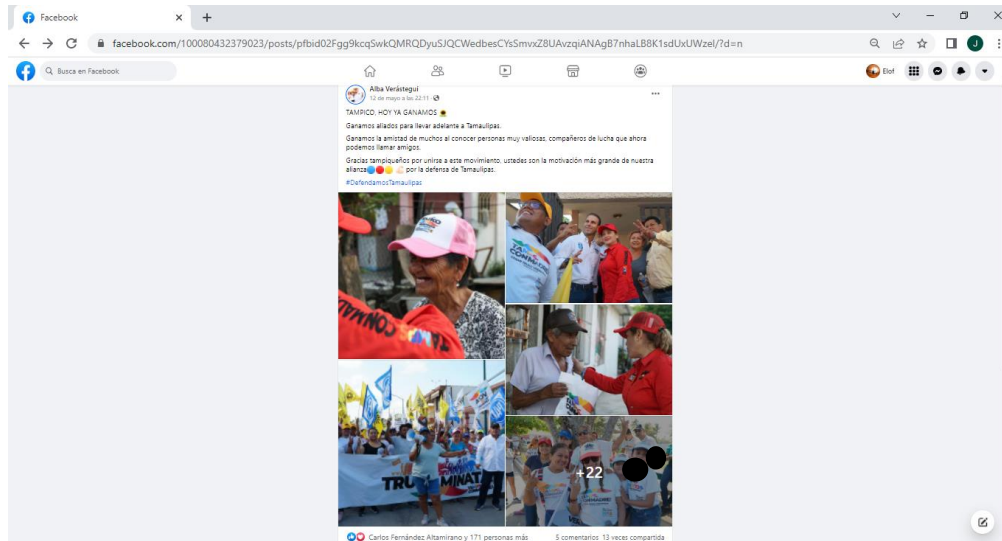 Facebook
facebook.com/100080432379023/posts/pfbid02Fgg9kcqSwkQMRQDyuSJQCWedbesCYsSmvxZ8UAvzqiANAgB7nhaLB8K1sdUxUWzel/?d=n
J
Busca en Facebook
Elof
Alba Verástegui
12 de mayo a las 22:11
TAMPICO, HOY YA GANAMOS
Ganamos aliados para llevar adelante a Tamaulipas.
Ganamos la amistad de muchos al conocer personas muy valiosas, compañeros de lucha que ahora
podemos llamar amigos.
Gracias tampiqueños por unirse a este movimiento, ustedes son la motivación más grande de nuestra
alianza por la defensa de Tamaulipas.
#DefendamosTamaulipas
TRU
MINAT
+22
Carlos Fernández Altamirano y 171 personas más
5 comentarios 13 veces compartida